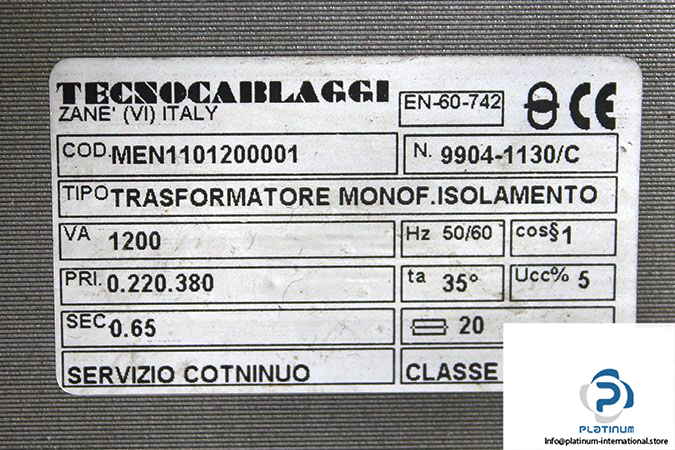 TECNOCABLAGGI
ZANE' (VI) ITALY
EN-60-742
CE
COD. MEN1101200001
N. 9904-1130/C
TIPO TRASFORMATORE MONOF.ISOLAMENTO
VA 1200
Hz 50/60
cos§ 1
PRI. 0.220.380
ta 35°
Ucc% 5
SEC 0.65
20
SERVIZIO COTNINUO
CLASSE
P
PLATINUM
Info@platinum-international.store